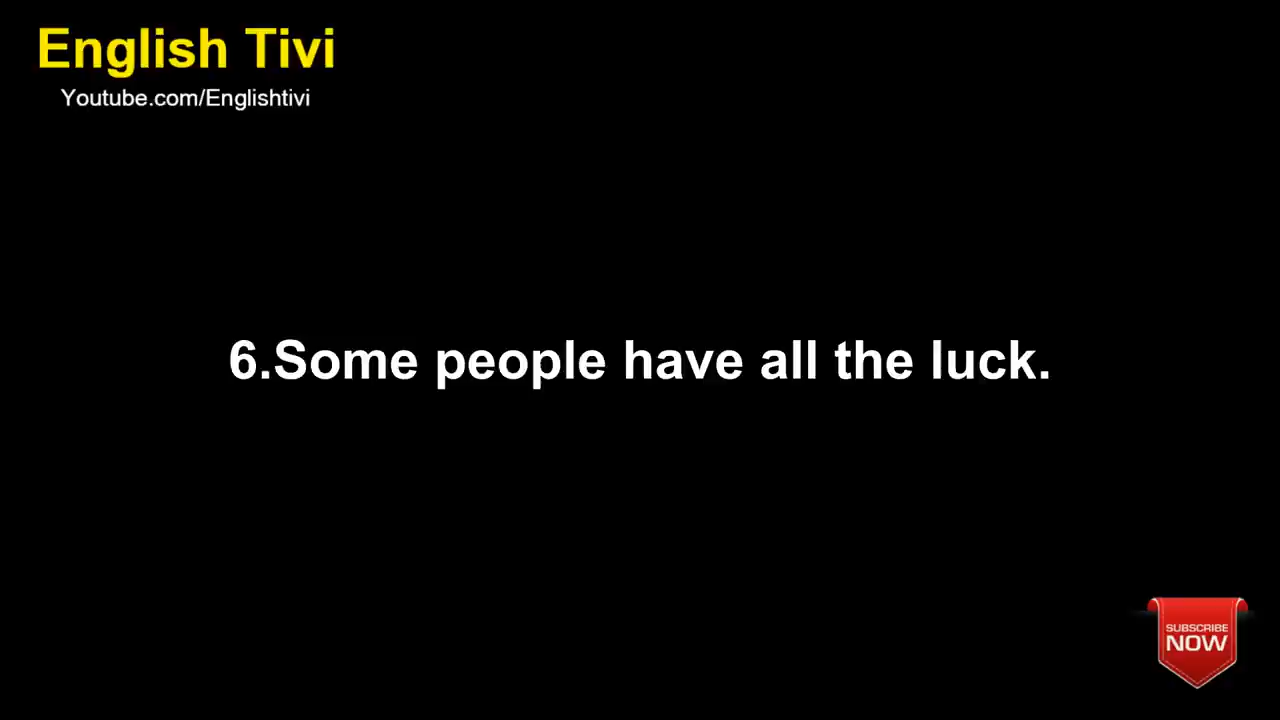 English Tivi
Youtube.com/Englishtivi
6.Some people have all the luck.
SUBSCRIBE
NOW